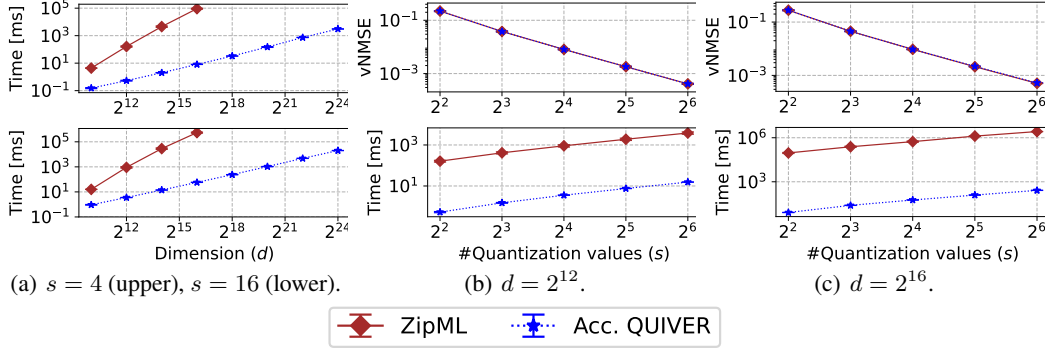 Time [ms]
10^5
10^3
10^1
10^{-1}
2^{12} 2^{15} 2^{18} 2^{21} 2^{24}
Time [ms]
10^5
10^3
10^1
10^{-1}
2^{12} 2^{15} 2^{18} 2^{21} 2^{24}
Dimension (d)
(a) s = 4 (upper), s = 16 (lower).
vNMSE
10^{-1}
10^{-3}
2^2 2^3 2^4 2^5 2^6
Time [ms]
10^3
10^1
2^2 2^3 2^4 2^5 2^6
#Quantization values (s)
(b) d = 2^{12}.
vNMSE
10^{-1}
10^{-3}
2^2 2^3 2^4 2^5 2^6
Time [ms]
10^6
10^3
2^2 2^3 2^4 2^5 2^6
#Quantization values (s)
(c) d = 2^{16}.
ZipML Acc. QUIVER